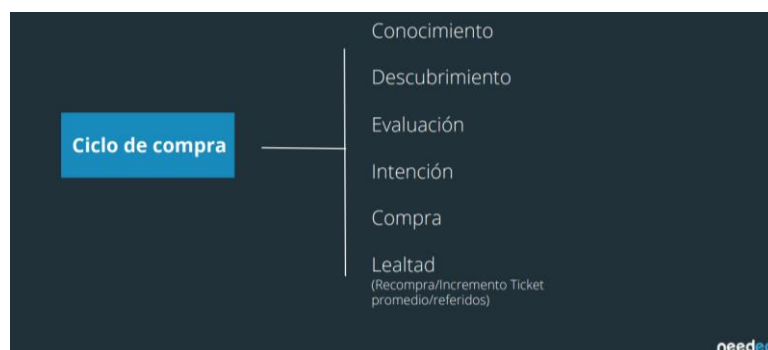 Conocimiento
Descubrimiento
Evaluación
Ciclo de compra
Intención
Compra
Lealtad
(Recompra/Incremento Ticket
promedio/referidos)